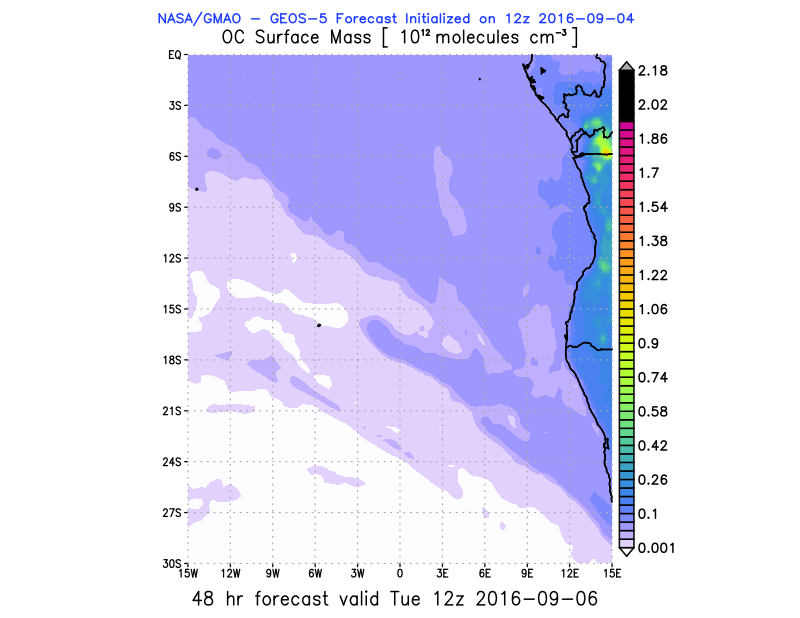 NASA/GMAO - GEOS-5 Forecast Initialized on 12z 2016-09-04
OC Surface Mass [ 10¹² molecules cm⁻³ ]
EQ
3S
6S
9S
12S
15S
18S
21S
24S
27S
30S
15W 12W 9W 6W 3W 0 3E 6E 9E 12E 15E
2.18
2.02
1.86
1.7
1.54
1.38
1.22
1.06
0.9
0.74
0.58
0.42
0.26
0.1
0.001
48 hr forecast valid Tue 12z 2016-09-06